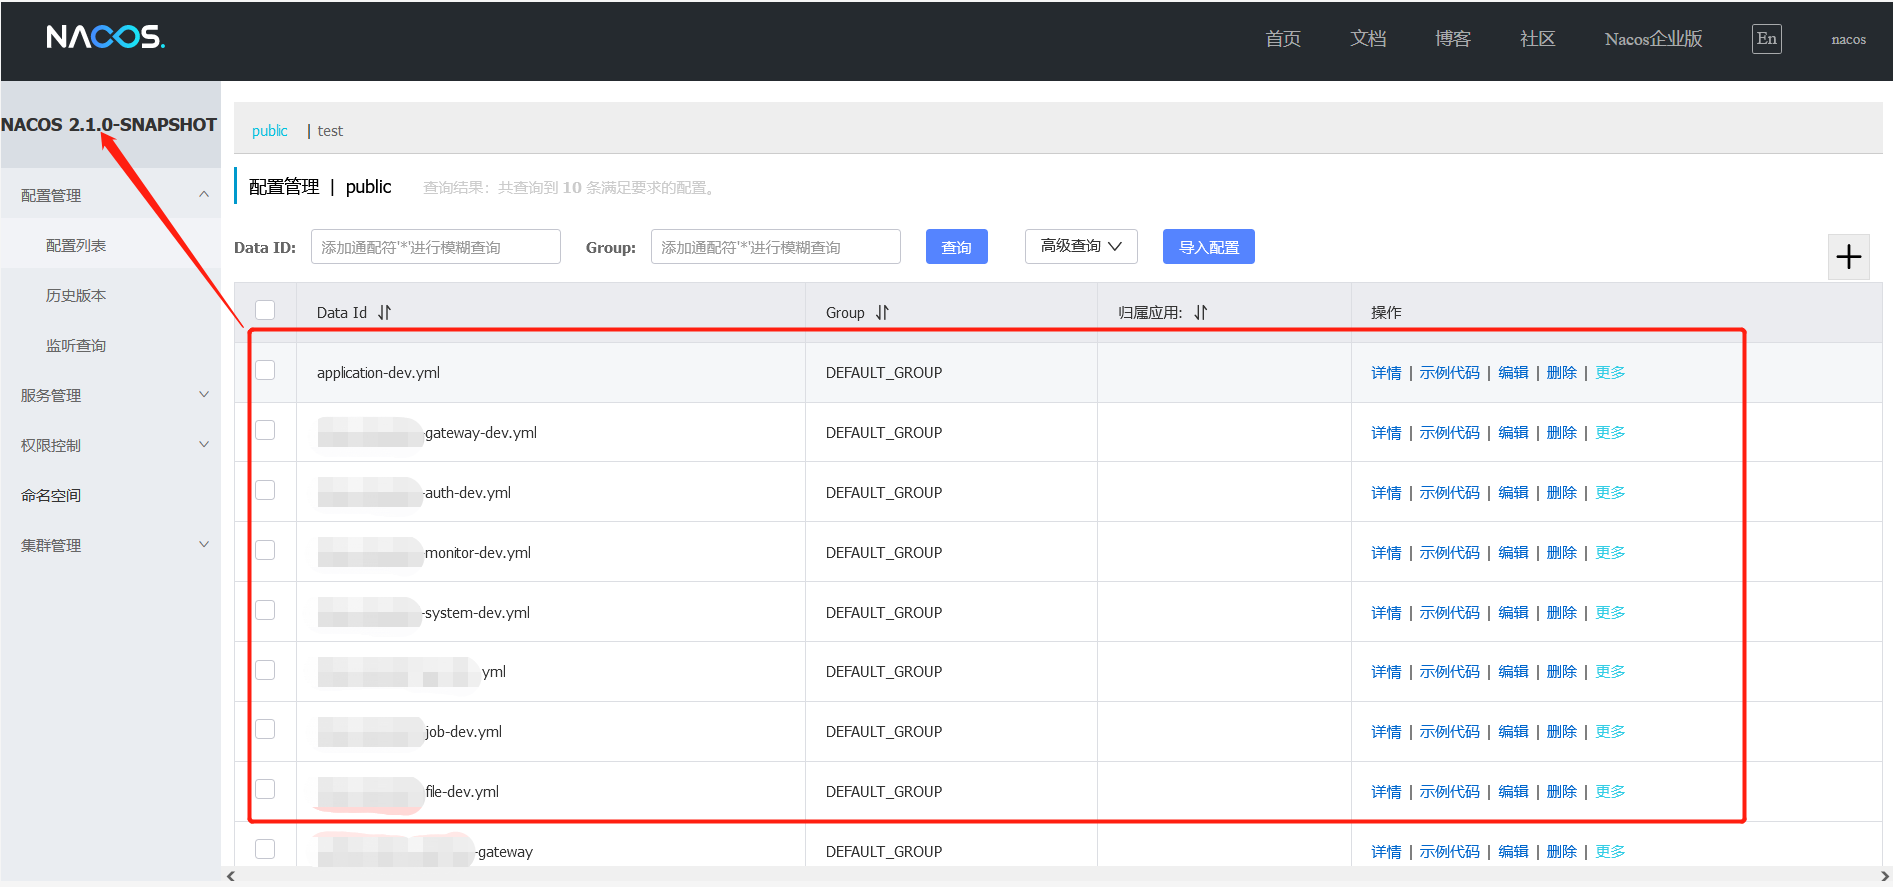 NACOS.
首页 文档 博客 社区 Nacos企业版 En nacos
NACOS 2.1.0-SNAPSHOT
配置管理
配置列表
历史版本
监听查询
服务管理
权限控制
命名空间
集群管理
public | test
配置管理 | public 查询结果：共查询到 10 条满足要求的配置。
Data ID: 添加通配符'*'进行模糊查询 Group: 添加通配符'*'进行模糊查询 查询 高级查询 导入配置
Data Id Group 归属应用: 操作
application-dev.yml DEFAULT_GROUP 详情 | 示例代码 | 编辑 | 删除 | 更多
-gateway-dev.yml DEFAULT_GROUP 详情 | 示例代码 | 编辑 | 删除 | 更多
-auth-dev.yml DEFAULT_GROUP 详情 | 示例代码 | 编辑 | 删除 | 更多
-monitor-dev.yml DEFAULT_GROUP 详情 | 示例代码 | 编辑 | 删除 | 更多
-system-dev.yml DEFAULT_GROUP 详情 | 示例代码 | 编辑 | 删除 | 更多
yml DEFAULT_GROUP 详情 | 示例代码 | 编辑 | 删除 | 更多
job-dev.yml DEFAULT_GROUP 详情 | 示例代码 | 编辑 | 删除 | 更多
file-dev.yml DEFAULT_GROUP 详情 | 示例代码 | 编辑 | 删除 | 更多
-gateway DEFAULT_GROUP 详情 | 示例代码 | 编辑 | 删除 | 更多